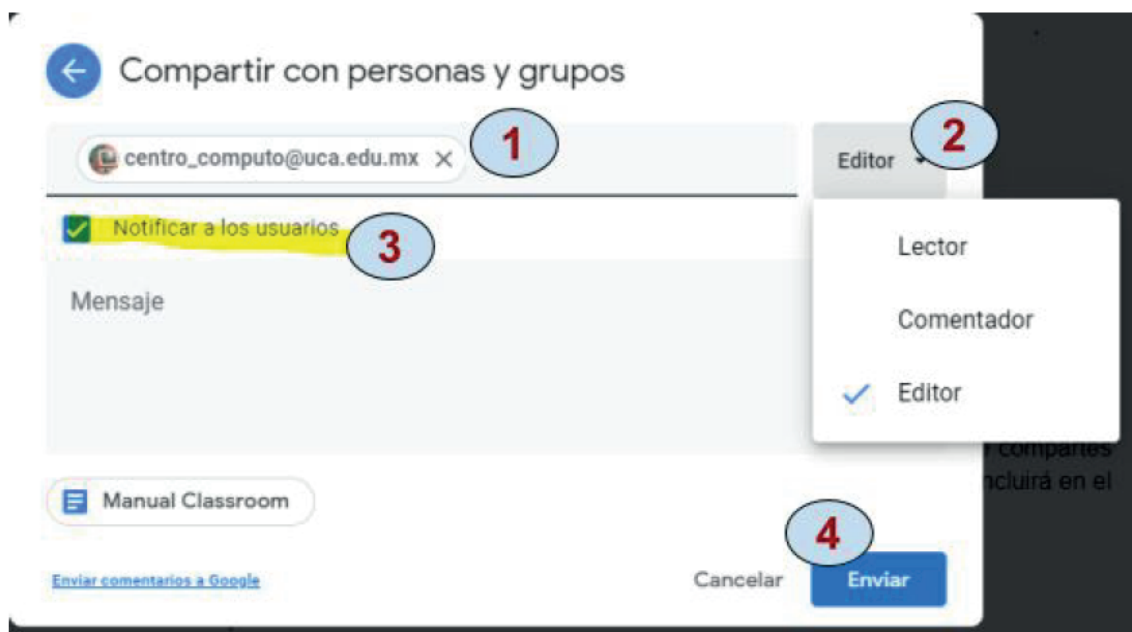 Compartir con personas y grupos
centro_computo@uca.edu.mx
1
Editor
2
Notificar a los usuarios
3
Lector
Mensaje
Comentador
Editor
compartes
ncluirá en el
Manual Classroom
4
Enviar comentarios a Google
Cancelar
Enviar